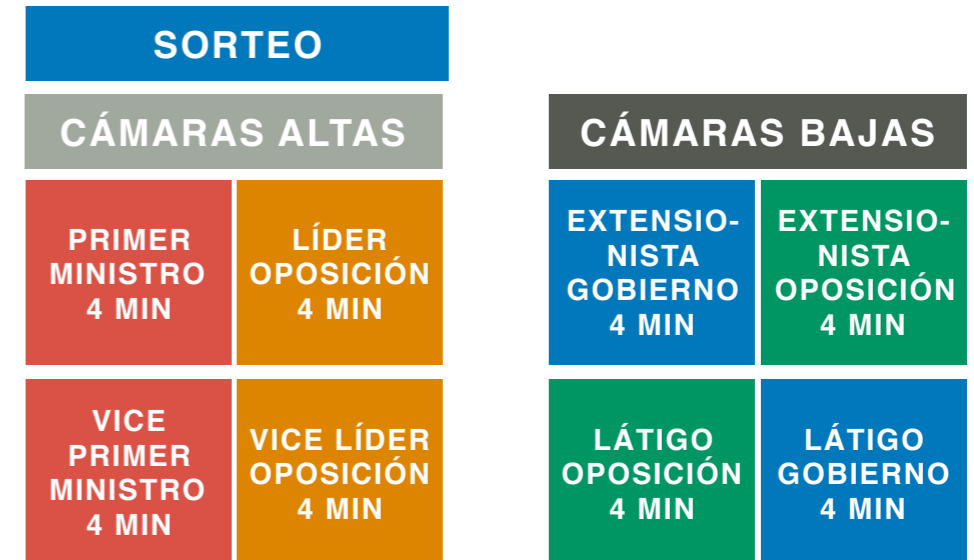 SORTEO
CÁMARAS ALTAS
PRIMER
MINISTRO
4 MIN
LÍDER
OPOSICIÓN
4 MIN
VICE
PRIMER
MINISTRO
4 MIN
VICE LÍDER
OPOSICIÓN
4 MIN
CÁMARAS BAJAS
EXTENSIO-
NISTA
GOBIERNO
4 MIN
EXTENSIO-
NISTA
OPOSICIÓN
4 MIN
LÁTIGO
OPOSICIÓN
4 MIN
LÁTIGO
GOBIERNO
4 MIN